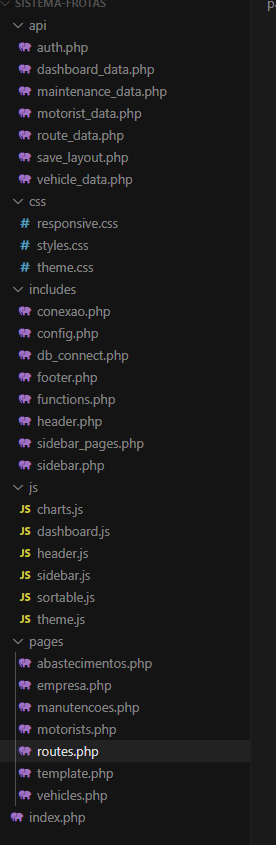 SISTEMA-FROTAS
api
auth.php
dashboard_data.php
maintenance_data.php
motorist_data.php
route_data.php
save_layout.php
vehicle_data.php
css
# responsive.css
# styles.css
# theme.css
includes
conexao.php
config.php
db_connect.php
footer.php
functions.php
header.php
sidebar_pages.php
sidebar.php
js
JS charts.js
JS dashboard.js
JS header.js
JS sidebar.js
JS sortable.js
JS theme.js
pages
abastecimentos.php
empresa.php
manutencoes.php
motorists.php
routes.php
template.php
vehicles.php
index.php